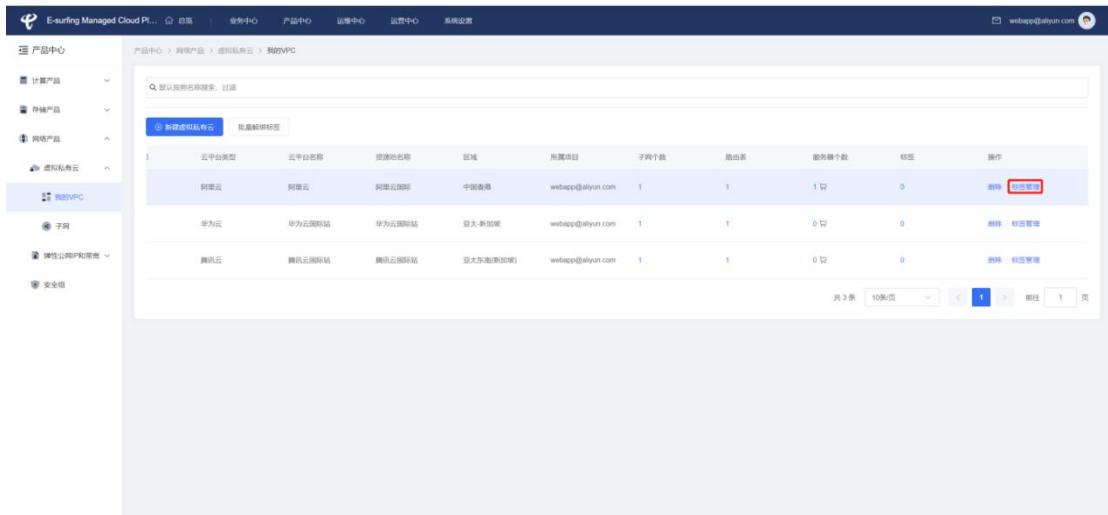 E-surfing Managed Cloud Pl... 总览 业务中心 产品中心 运维中心 运营中心 系统设置 webapp@aliyun.com
产品中心
产品中心 > 网络产品 > 虚拟私有云 > 我的VPC
计算产品
默认按照名称搜索、过滤
存储产品
新建虚拟私有云 批量解绑标签
网络产品
云平台类型 云平台名称 资源池名称 区域 所属项目 子网个数 路由表 服务器个数 标签 操作
虚拟私有云
阿里云 阿里云 阿里云国际 中国香港 webapp@aliyun.com 1 1 1 0 删除 标签管理
我的VPC
子网
华为云 华为云国际站 华为云国际站 亚太-新加坡 webapp@aliyun.com 1 1 0 0 删除 标签管理
弹性公网IP和带宽
腾讯云 腾讯云国际站 腾讯云国际站 亚太东南(新加坡) webapp@aliyun.com 1 1 0 0 删除 标签管理
安全组
共 3 条 10条/页 < 1 > 前往 1 页